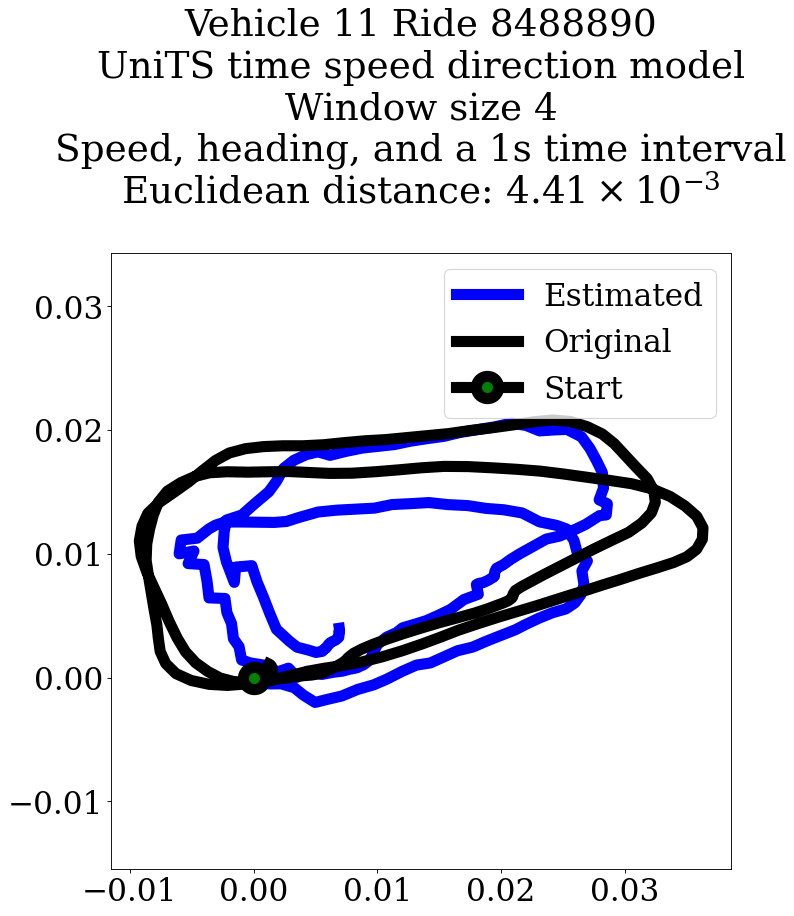 Vehicle 11 Ride 8488890
UniTS time speed direction model
Window size 4
Speed, heading, and a 1s time interval
Euclidean distance: 4.41 × 10⁻³
Estimated
Original
Start
0.03
0.02
0.01
0.00
−0.01
−0.01 0.00 0.01 0.02 0.03